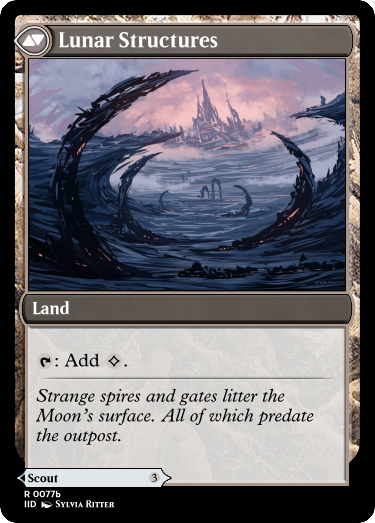 Lunar Structures
Land
: Add .
Strange spires and gates litter the
Moon's surface. All of which predate
the outpost.
Scout 3
R 0077b
IID SYLVIA RITTER